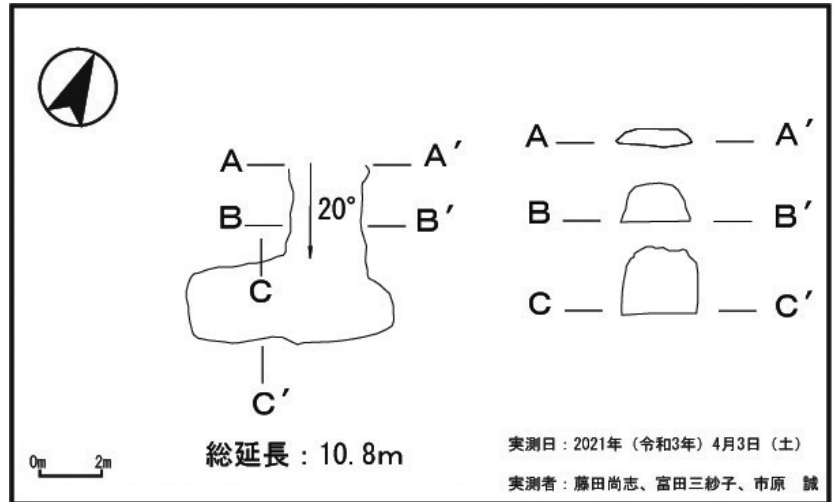 A A′
20°
B B′
C
C′
A A′
B B′
C C′
0m 2m
総延長：10.8m
実測日：2021年（令和3年）4月3日（土）
実測者：藤田尚志、富田三紗子、市原　誠